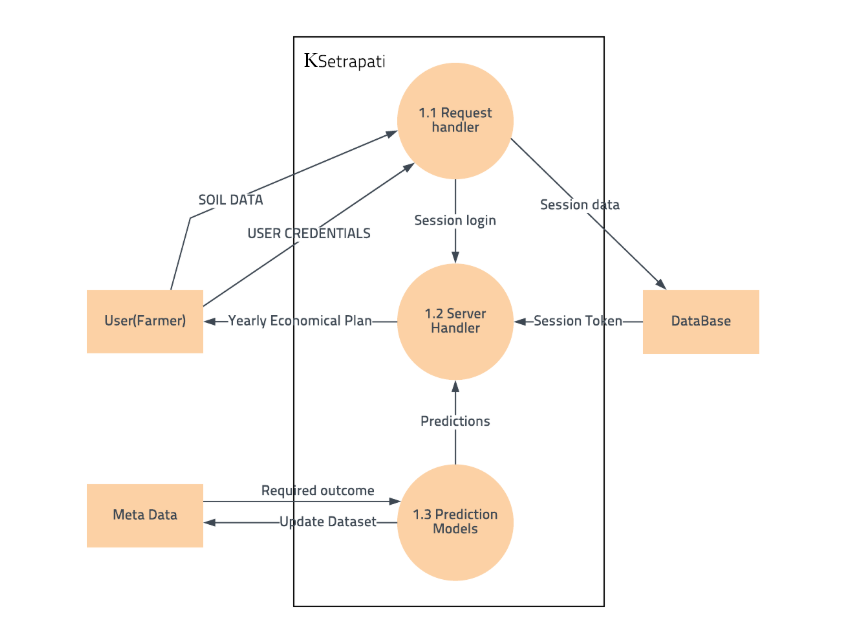 KSetrapati
1.1 Request
handler
SOIL DATA
Session data
Session login
USER CREDENTIALS
User(Farmer)
Yearly Economical Plan
1.2 Server
Handler
Session Token
DataBase
Predictions
Required outcome
Meta Data
Update Dataset
1.3 Prediction
Models